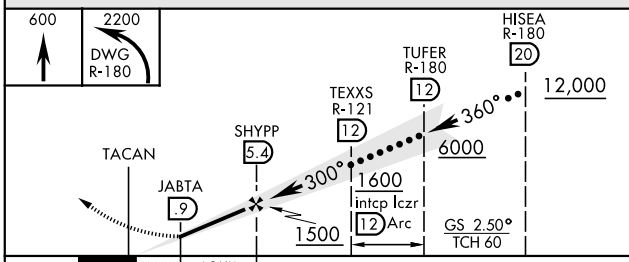 600
2200
DWG
R-180
HISEA
R-180
20
12,000
TUFER
R-180
12
360°
6000
TEXXS
R-121
12
SHYPP
5.4
300°
1600
intcp lczr
12 Arc
1500
GS 2.50°
TCH 60
TACAN
JABTA
.9